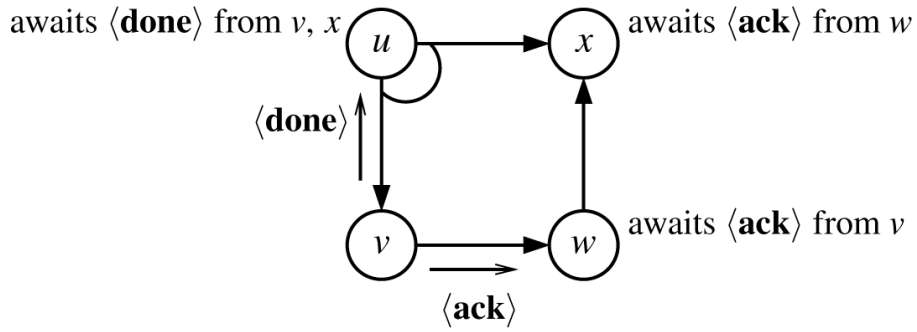 awaits ⟨done⟩ from v, x
u
x
awaits ⟨ack⟩ from w
⟨done⟩
v
w
awaits ⟨ack⟩ from v
⟨ack⟩